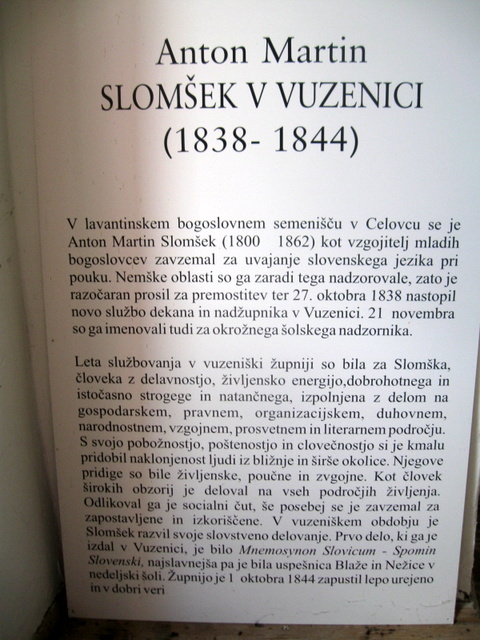 Anton Martin
SLOMŠEK V VUZENICI
(1838- 1844)
V lavantinskem bogoslovnem semenišču v Celovcu se je
Anton Martin Slomšek (1800 1862) kot vzgojitelj mladih
bogoslovcev zavzemal za uvajanje slovenskega jezika pri
pouku. Nemške oblasti so ga zaradi tega nadzorovale, zato je
razočaran prosil za premostitev ter 27. oktobra 1838 nastopil
novo službo dekana in nadžupnika v Vuzenici. 21 novembra
so ga imenovali tudi za okrožnega šolskega nadzornika.
Leta službovanja v vuzeniški župniji so bila za Slomška,
človeka z delavnostjo, življensko energijo,dobrohotnega in
istočasno strogege in natančnega, izpolnjena z delom na
gospodarskem, pravnem, organizacijskem, duhovnem,
narodnostnem, vzgojnem, prosvetnem in literarnem področju.
S svojo pobožnostjo, poštenostjo in clovečnostjo si je kmalu
pridobil naklonjenost ljudi iz bližnje in širše okolice. Njegove
pridige so bile življenske, poučne in zvgojne. Kot človek
širokih obzorij je deloval na vseh področjih življenja.
Odlikoval ga je socialni čut, še posebej se je zavzemal za
zapostavljene in izkoriščene. V vuzeniškem obdobju je
Slomšek razvil svoje slovstveno delovanje. Prvo delo, ki ga je
izdal v Vuzenici, je bilo Mnemosynon Slovicum - Spomin
Slovenski, najslavnejša pa je bila uspešnica Blaže in Nežice v
nedeljski šoli. Župnijo je 1 oktobra 1844 zapustil lepo urejeno
in v dobri veri